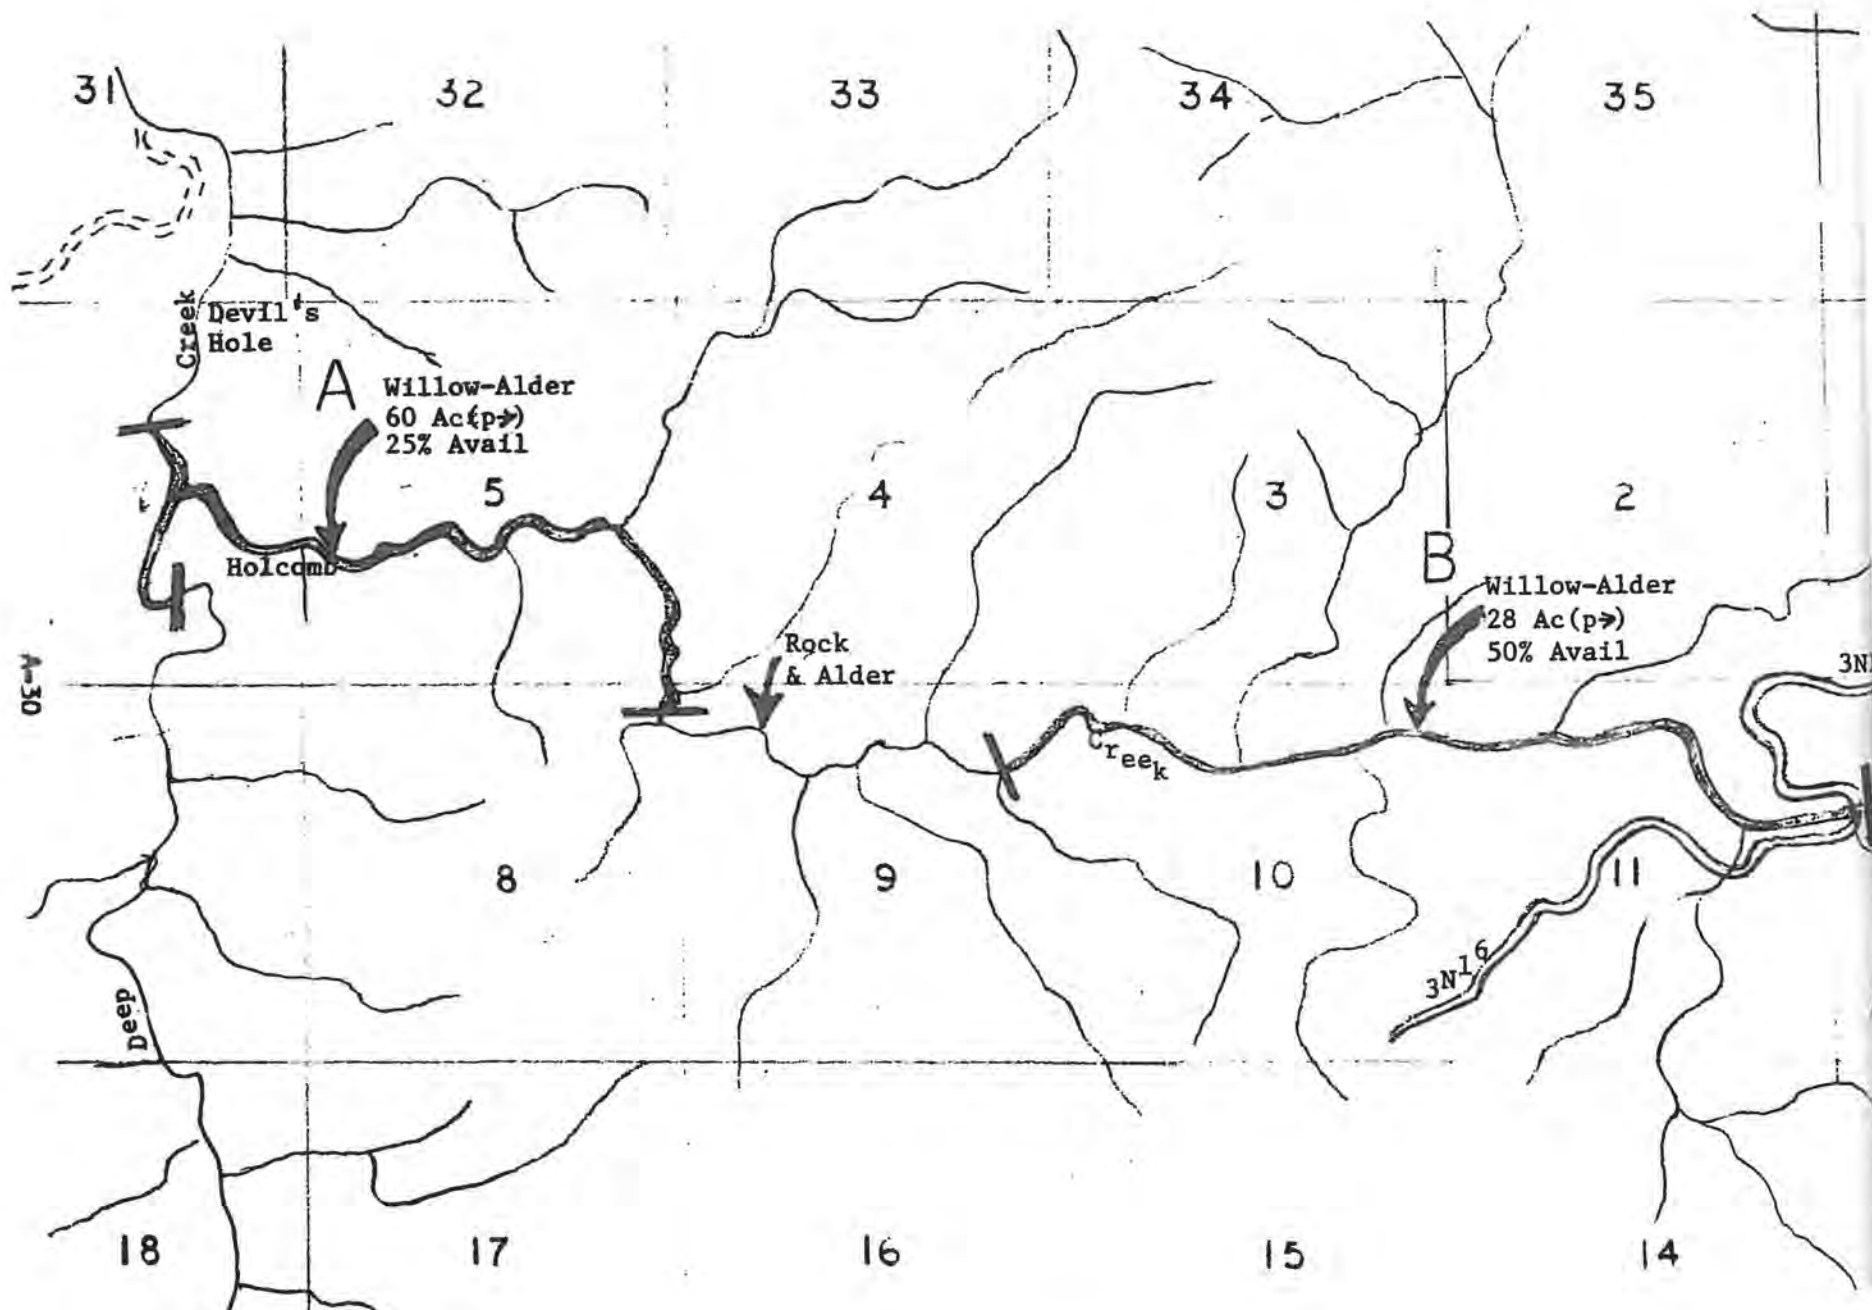 31
32
33
34
35
Creek
Devil's
Hole
A
Willow-Alder
60 Ac(p→)
25% Avail
5
4
3
2
Holcomb
B
Willow-Alder
28 Ac(p→)
50% Avail
Rock
& Alder
A-30
Creek
8
9
10
11
3N16
Deep
18
17
16
15
14